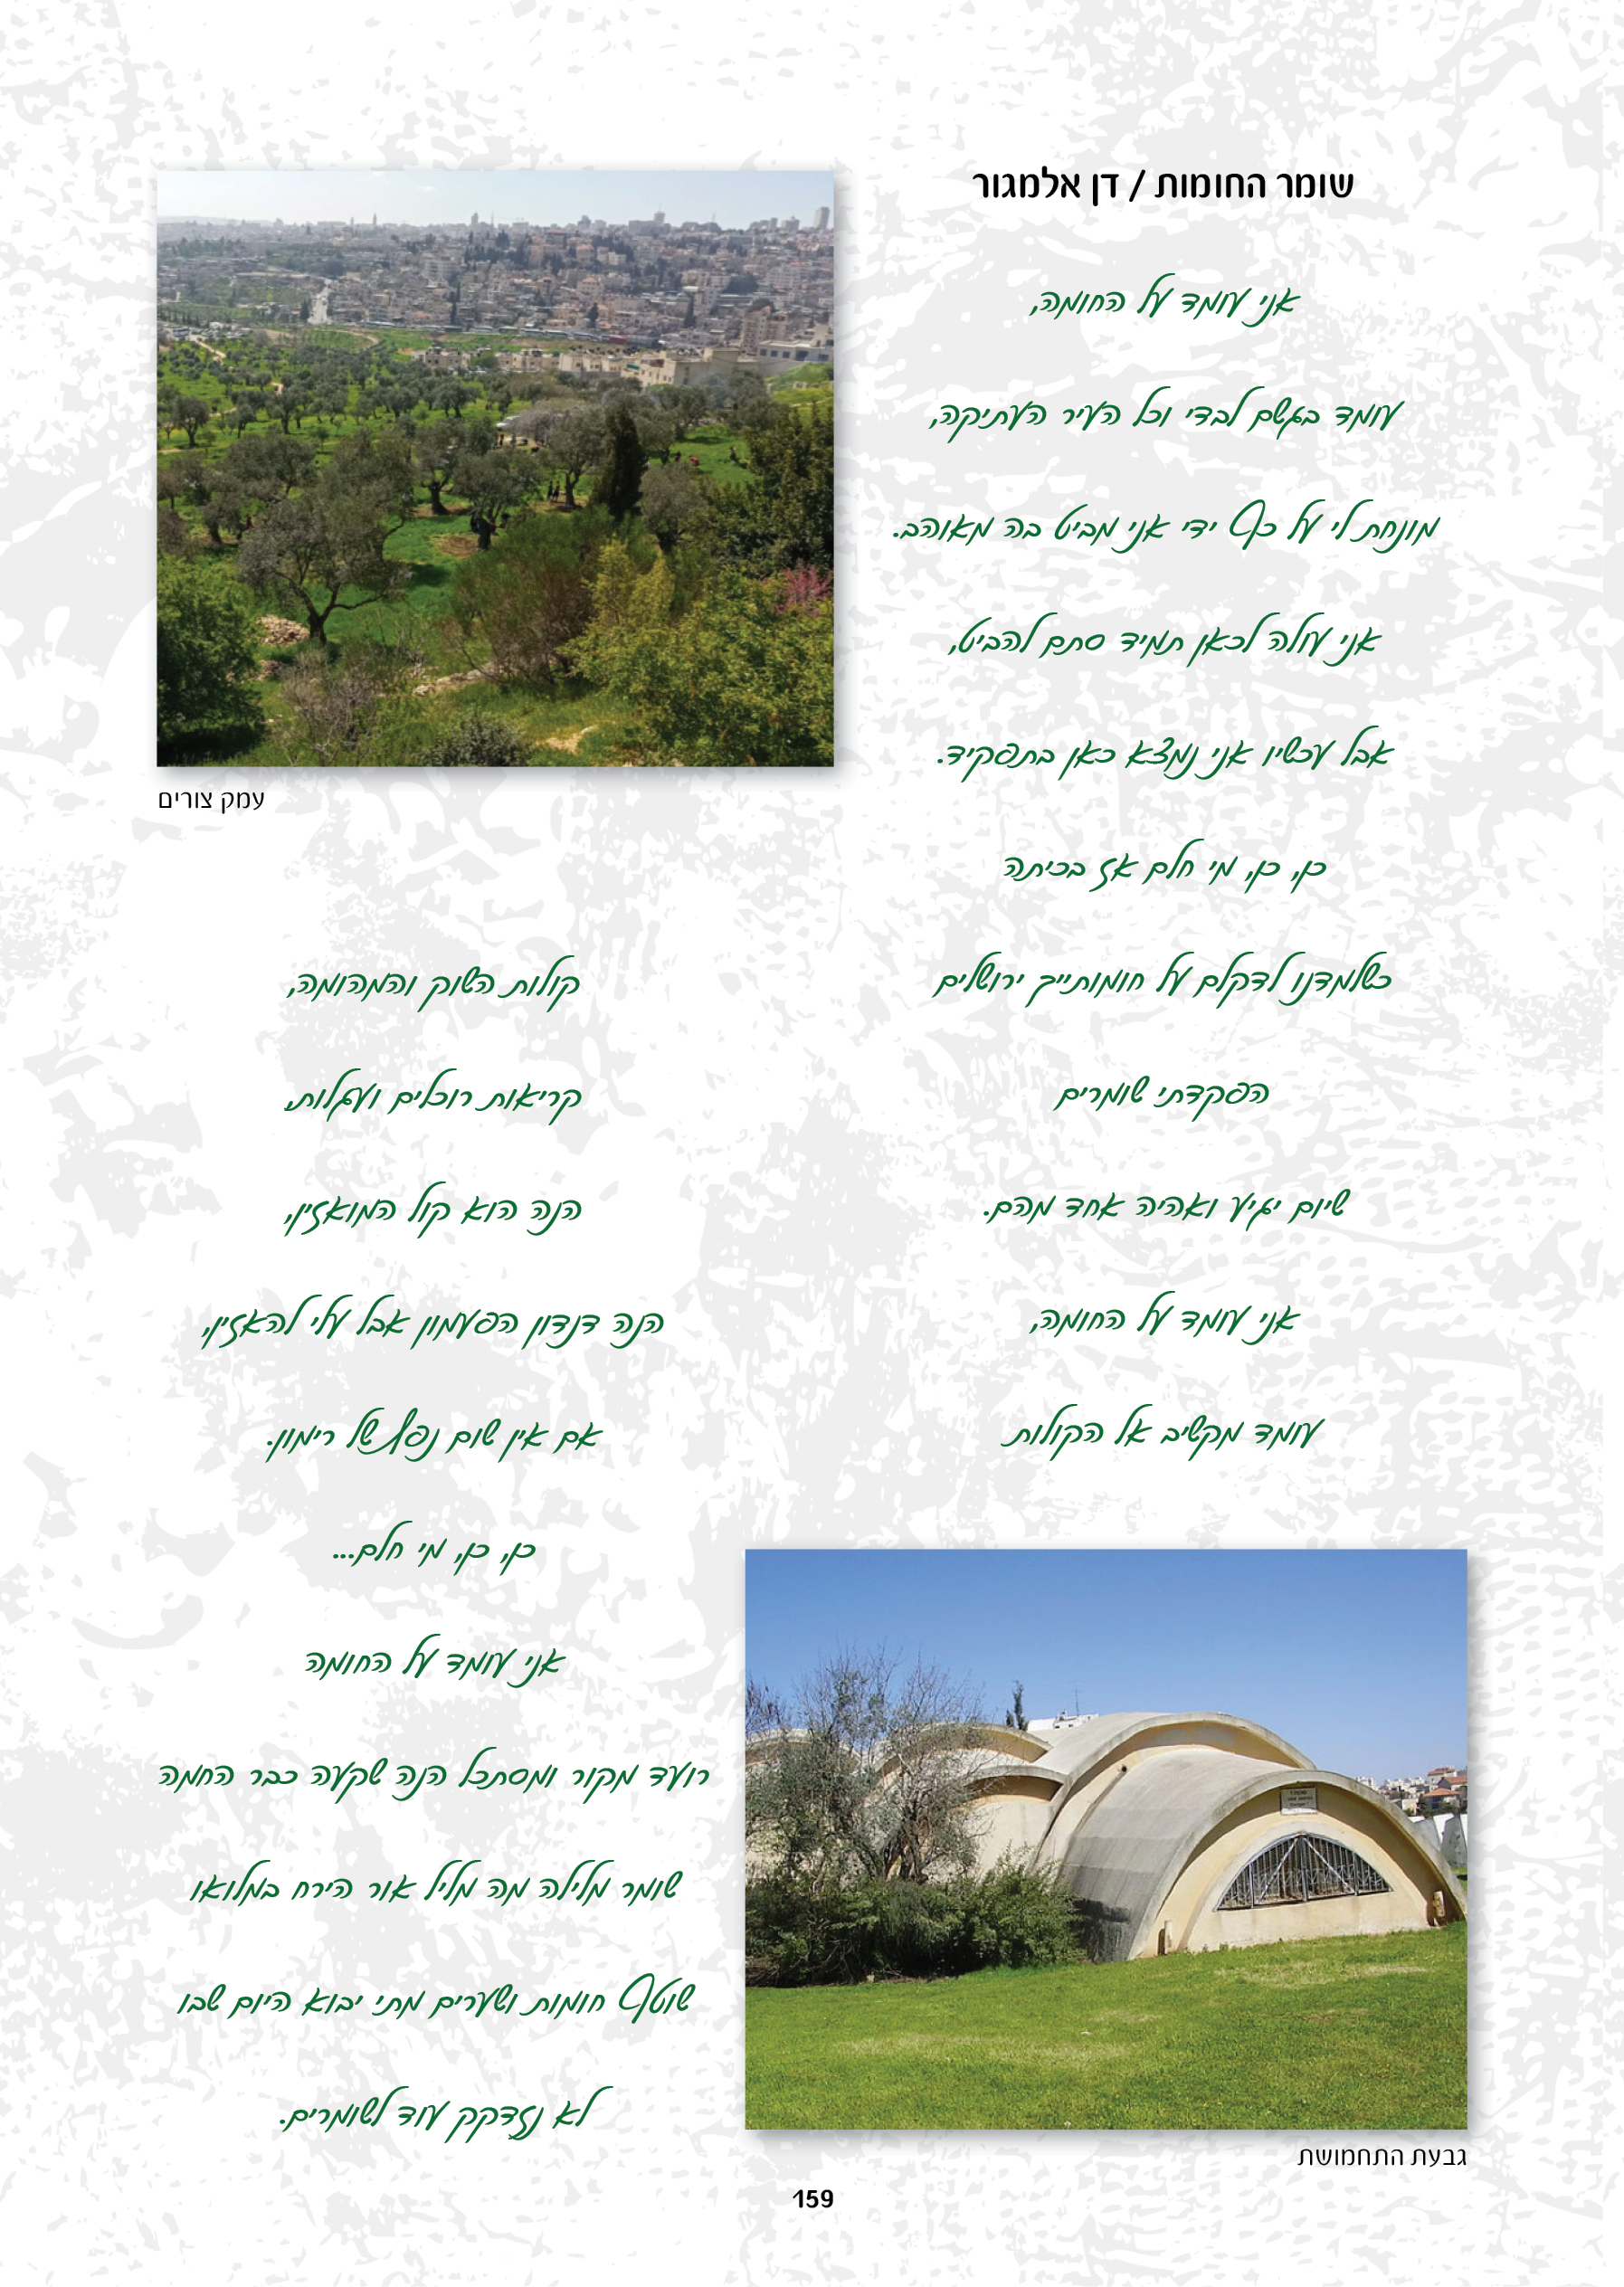 שומר החומות / דן אלמגור
אני עומד על החומה,
עומד בגשם לבדי וכל העיר העתיקה,
מונחת לי על כף ידי אני מביט בה מאוהב.
אני עולה לכאן תמיד סתם להביט,
אבל עכשיו אני נמצא כאן בתפקיד.
כן, כן, מי חלם אז בכיתה
כשלמדנו לדקלם על חומותייך ירושלים
הפקדתי שומרים
שיום יגיע ואהיה אחד מהם.
אני עומד על החומה,
עומד מקשיב אל הקולות
קולות השוק והמהומה,
קריאות רוכלים ועגלות.
הנה הוא קול המואזין,
הנה דנדון הפעמון אבל עלי להאזין,
אם אין שום נפץ של רימון.
כן, כן, מי חלם...
אני עומד על החומה
רועד מקור ומסתכל הנה שקעה כבר החמה
שומר מלילה מה מליל אור הירח במלואו
שוטף חומות ושערים מתי יבוא היום שבו
לא נזדקק עוד לשומרים.
עמק צורים
גבעת התחמושת
159